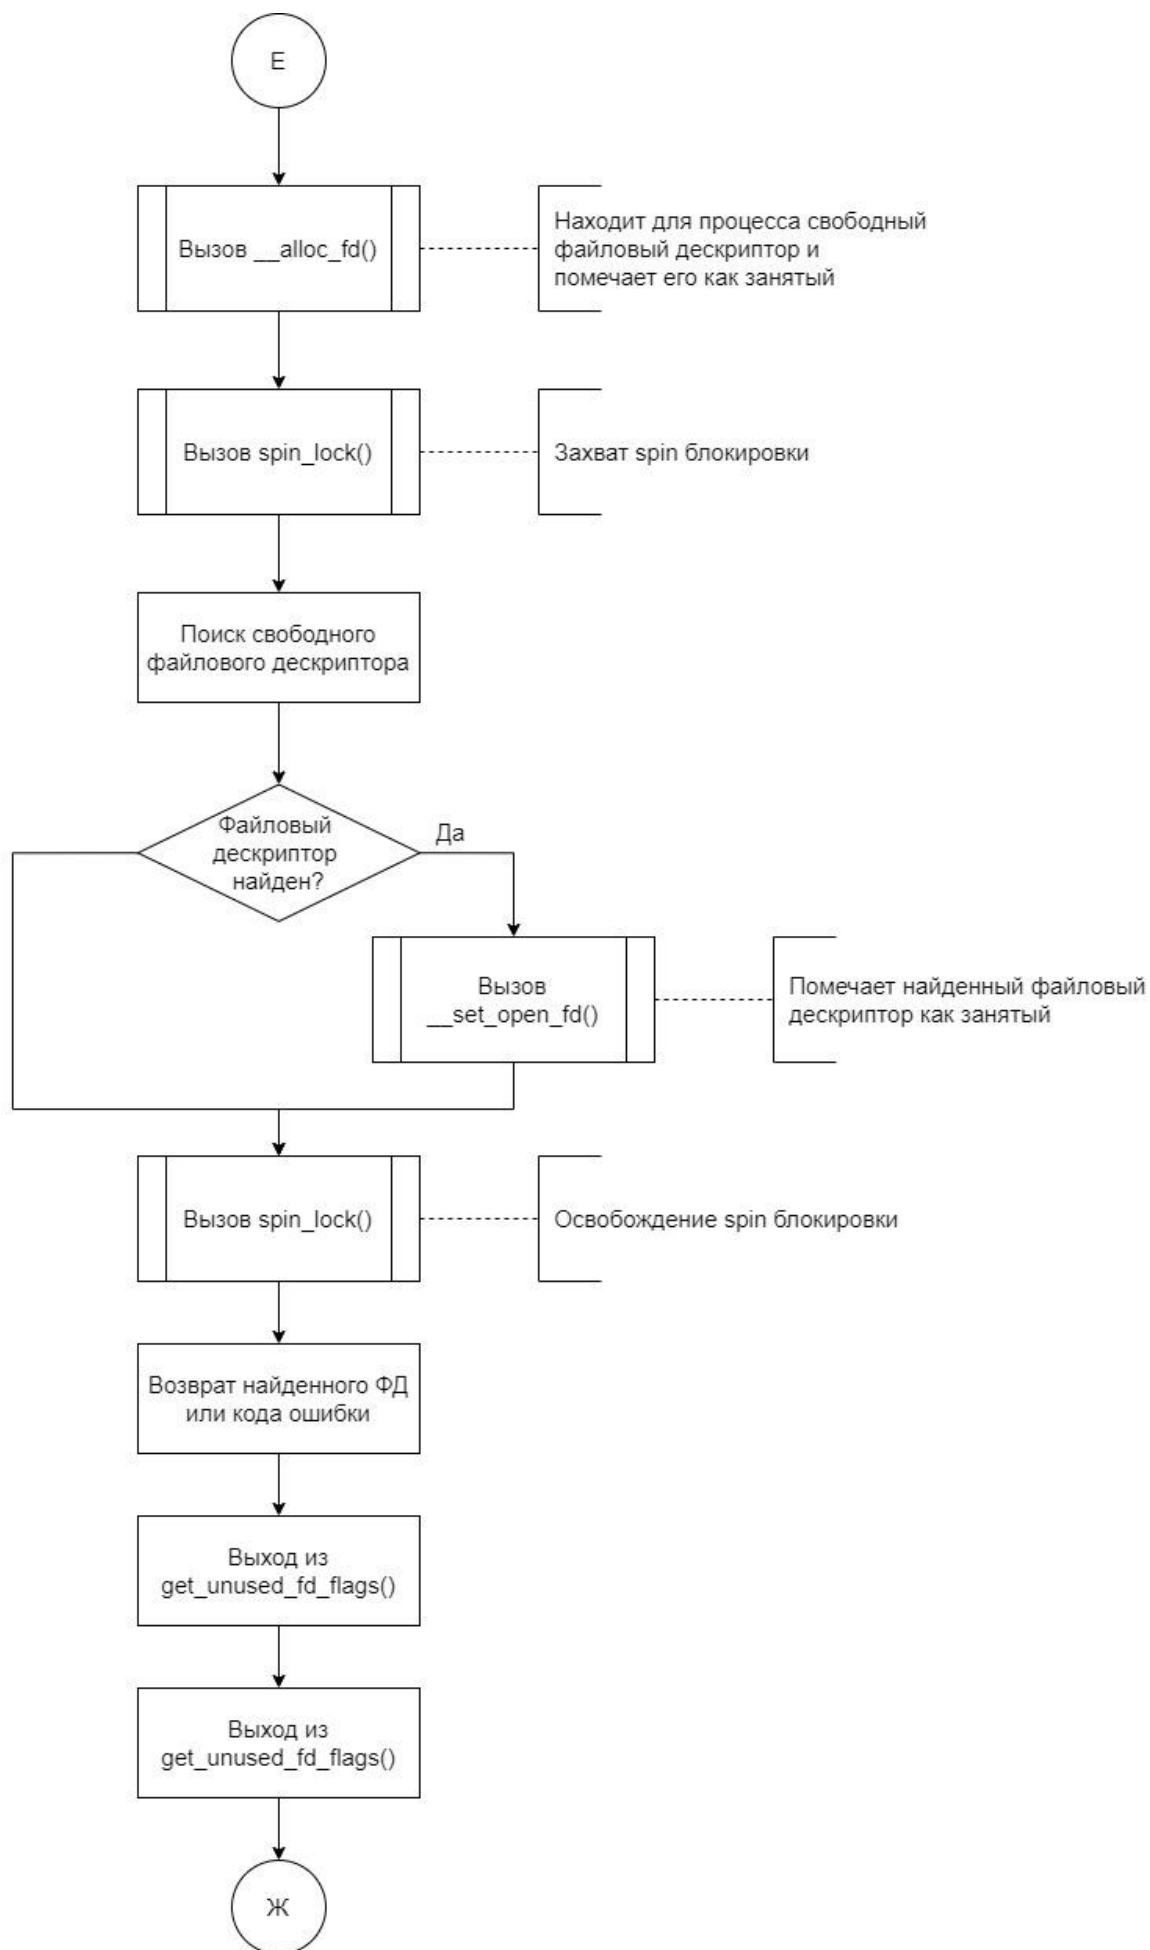 Е
Вызов __alloc_fd()
Находит для процесса свободный
файловый дескриптор и
помечает его как занятый
Вызов spin_lock()
Захват spin блокировки
Поиск свободного
файлового дескриптора
Файловый
дескриптор
найден?
Да
Вызов
__set_open_fd()
Помечает найденный файловый
дескриптор как занятый
Вызов spin_lock()
Освобождение spin блокировки
Возврат найденного ФД
или кода ошибки
Выход из
get_unused_fd_flags()
Выход из
get_unused_fd_flags()
Ж